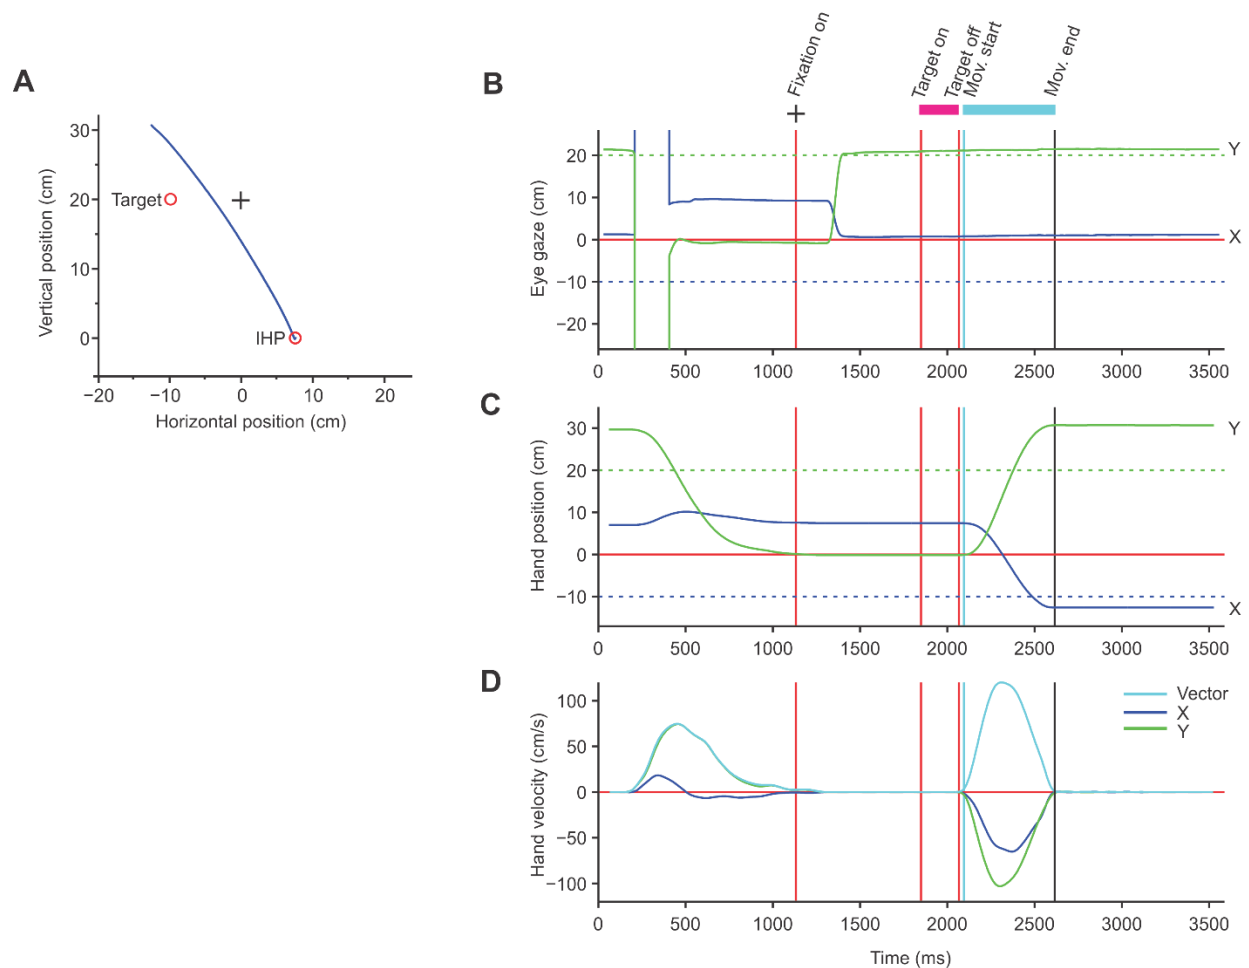 A
30
20
10
0
Target
IHP
−20
−10
0
10
20
Vertical position (cm)
Horizontal position (cm)
B
Fixation on
Target on
Target off
Mov. start
Mov. end
20
10
0
−10
−20
Eye gaze (cm)
Y
X
0
500
1000
1500
2000
2500
3000
3500
C
30
20
10
0
−10
Hand position (cm)
Y
X
0
500
1000
1500
2000
2500
3000
3500
D
100
50
0
−50
−100
Hand velocity (cm/s)
Vector
X
Y
0
500
1000
1500
2000
2500
3000
3500
Time (ms)